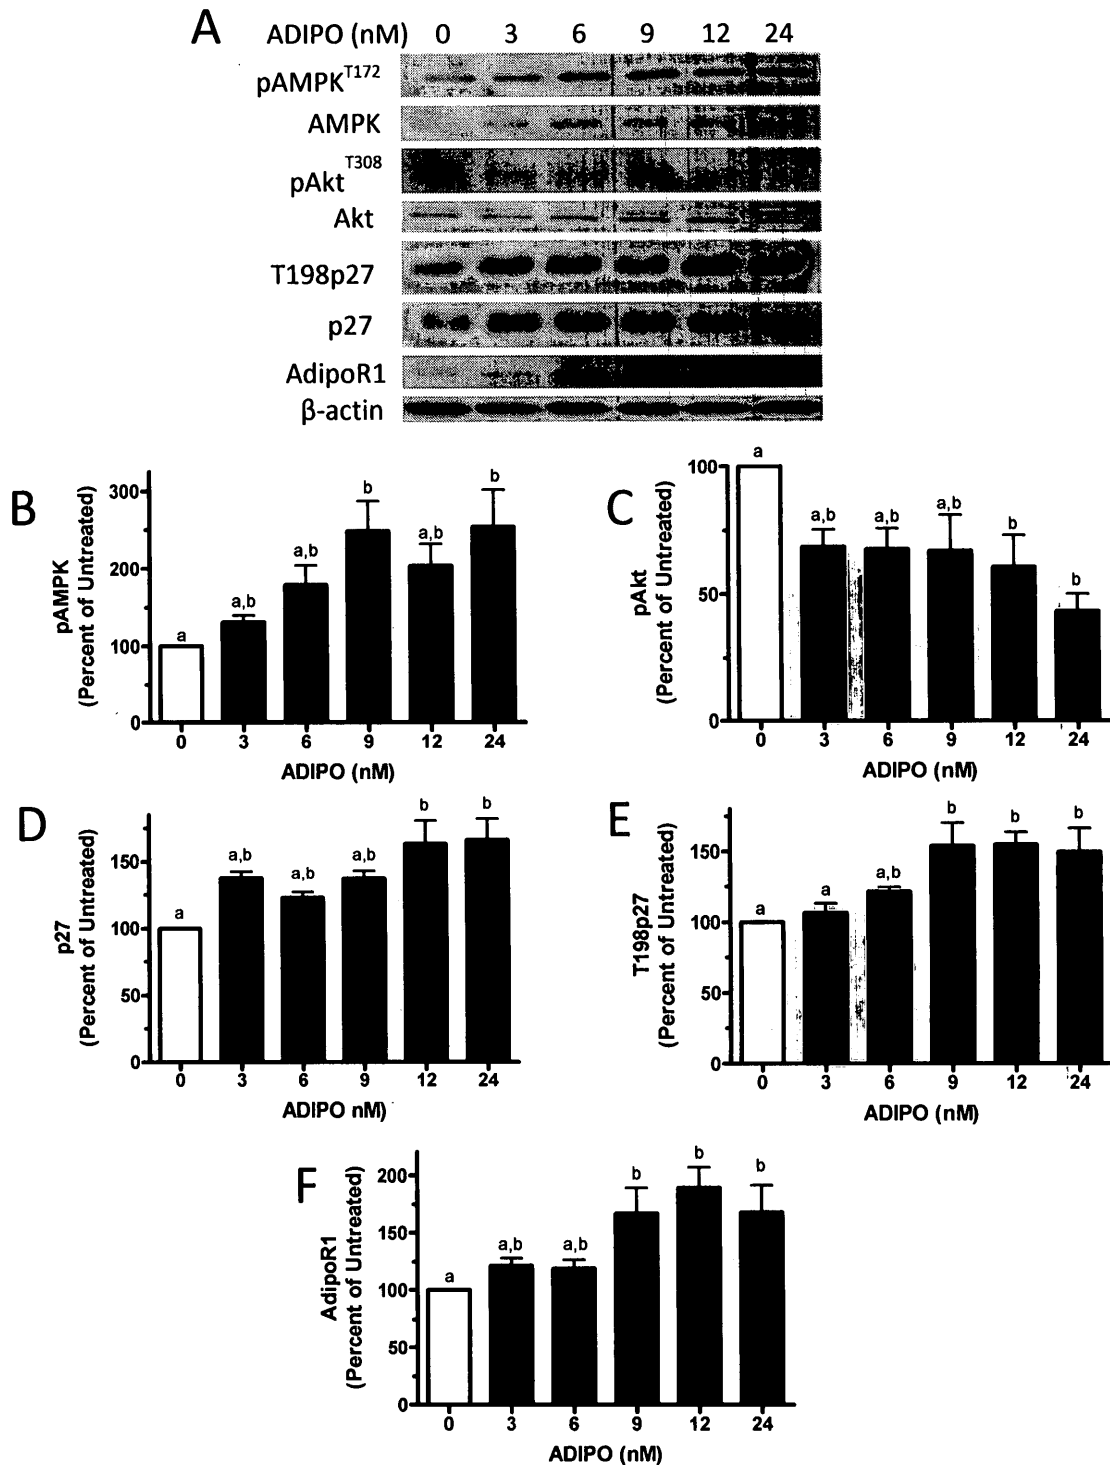 A ADIPO (nM) 0 3 6 9 12 24
pAMPK^T172
AMPK
pAkt^T308
Akt
T198p27
p27
AdipoR1
β-actin
B
pAMPK
(Percent of Untreated)
300
200
100
0
a a,b a,b b a,b b
0 3 6 9 12 24
ADIPO (nM)
C
pAkt
(Percent of Untreated)
100
50
0
a a,b a,b a,b b b
0 3 6 9 12 24
ADIPO (nM)
D
p27
(Percent of Untreated)
150
100
50
0
a a,b a,b a,b b b
0 3 6 9 12 24
ADIPO nM)
E
T198p27
(Percent of Untreated)
150
100
50
0
a a a,b b b b
0 3 6 9 12 24
ADIPO (nM)
F
AdipoR1
(Percent of Untreated)
200
150
100
50
0
a a,b a,b b b b
0 3 6 9 12 24
ADIPO (nM)